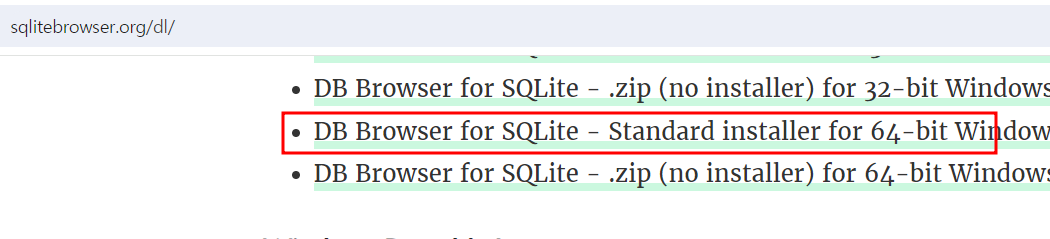 sqlitebrowser.org/dl/
DB Browser for SQLite - .zip (no installer) for 32-bit Windows
DB Browser for SQLite - Standard installer for 64-bit Window
DB Browser for SQLite - .zip (no installer) for 64-bit Windows